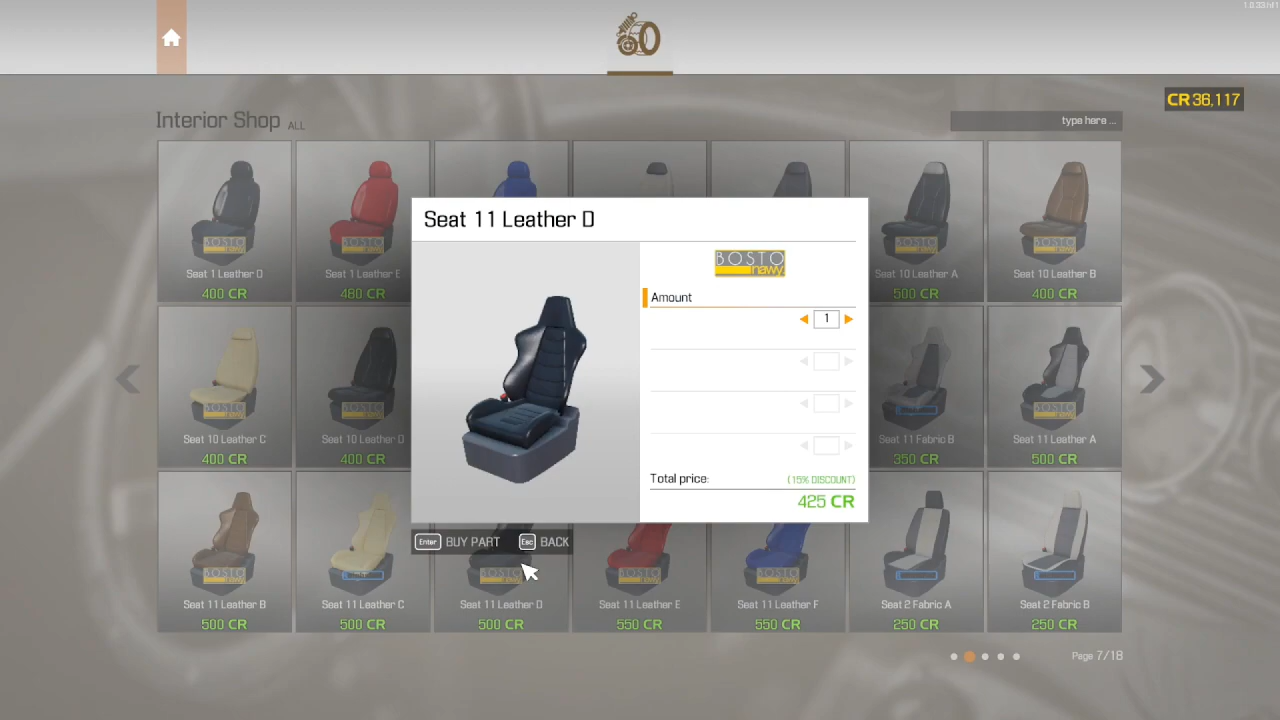 1.6.33.hf1
CR 36,117
Interior Shop ALL
type here ...
Seat 1 Leather D
400 CR
Seat 1 Leather E
480 CR
Seat 10 Leather A
500 CR
Seat 10 Leather B
400 CR
Seat 11 Leather D
BOSTO
nawy
Amount
1
Total price:
(15% DISCOUNT)
425 CR
Enter BUY PART
Esc BACK
Seat 10 Leather C
400 CR
Seat 10 Leather D
400 CR
Seat 11 Fabric B
350 CR
Seat 11 Leather A
500 CR
Seat 11 Leather B
500 CR
Seat 11 Leather C
500 CR
Seat 11 Leather D
500 CR
Seat 11 Leather E
550 CR
Seat 11 Leather F
550 CR
Seat 2 Fabric A
250 CR
Seat 2 Fabric B
250 CR
Page 7/18